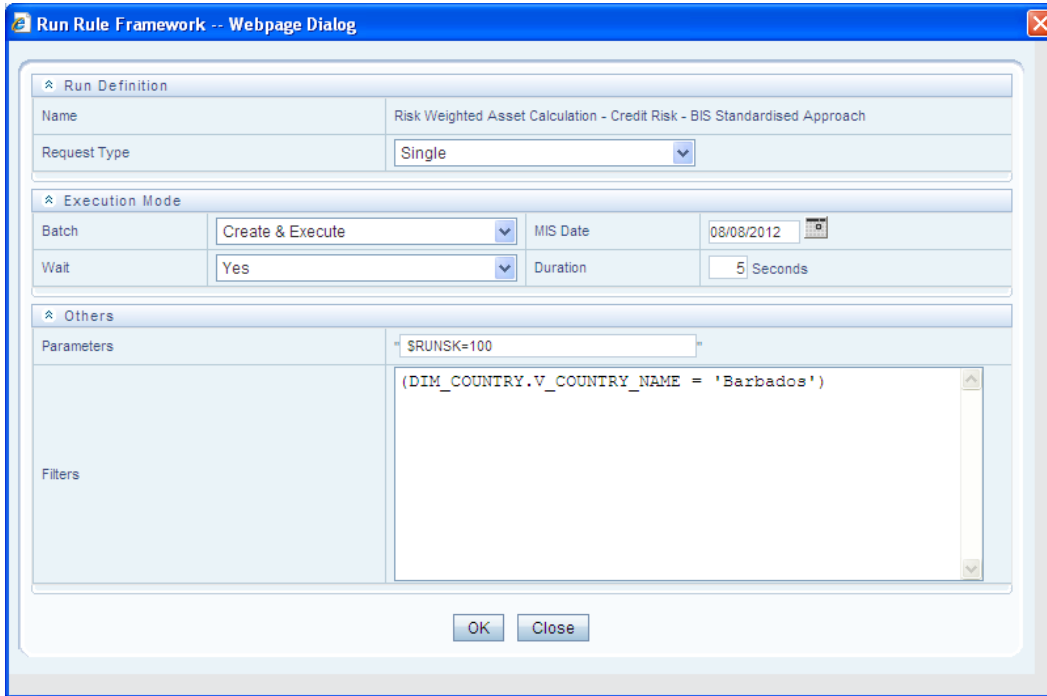 Run Rule Framework -- Webpage Dialog
Run Definition
Name Risk Weighted Asset Calculation - Credit Risk - BIS Standardised Approach
Request Type Single
Execution Mode
Batch Create & Execute MIS Date 08/08/2012
Wait Yes Duration 5 Seconds
Others
Parameters "$RUNSK=100"
(DIM_COUNTRY.V_COUNTRY_NAME = 'Barbados')
Filters
OK Close